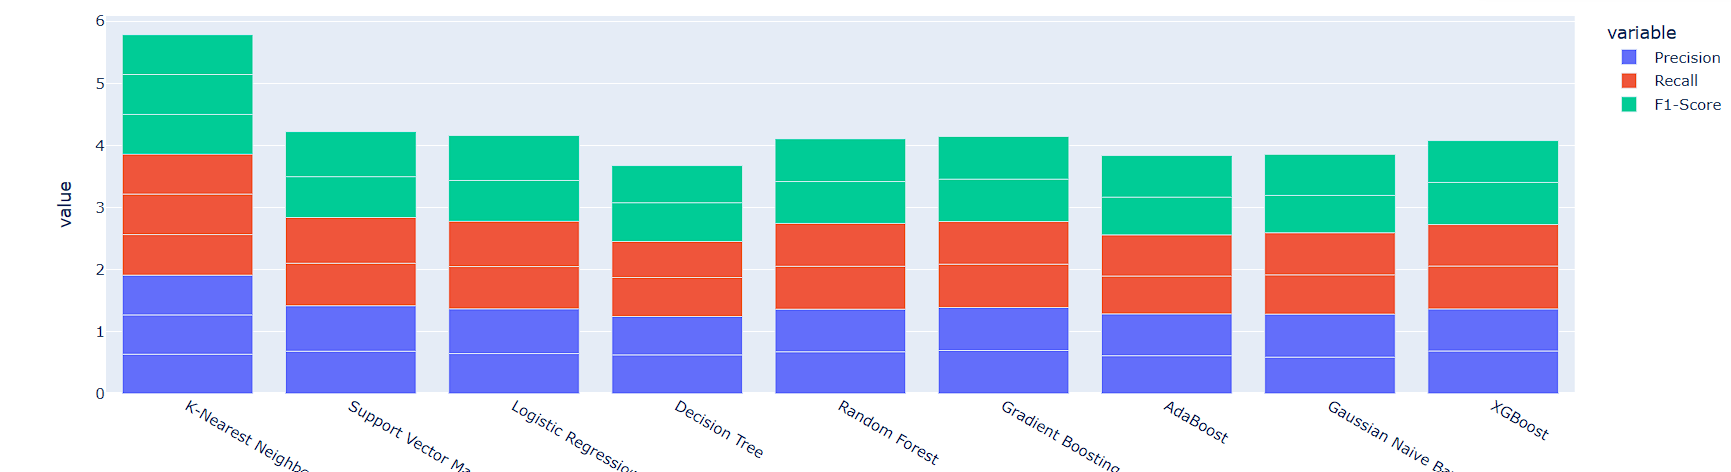 6
5
4
3
2
1
0
value
K-Nearest Neighbo
Support Vector Ma
Logistic Regression
Decision Tree
Random Forest
Gradient Boosting
AdaBoost
Gaussian Naive Ba
XGBoost
variable
Precision
Recall
F1-Score